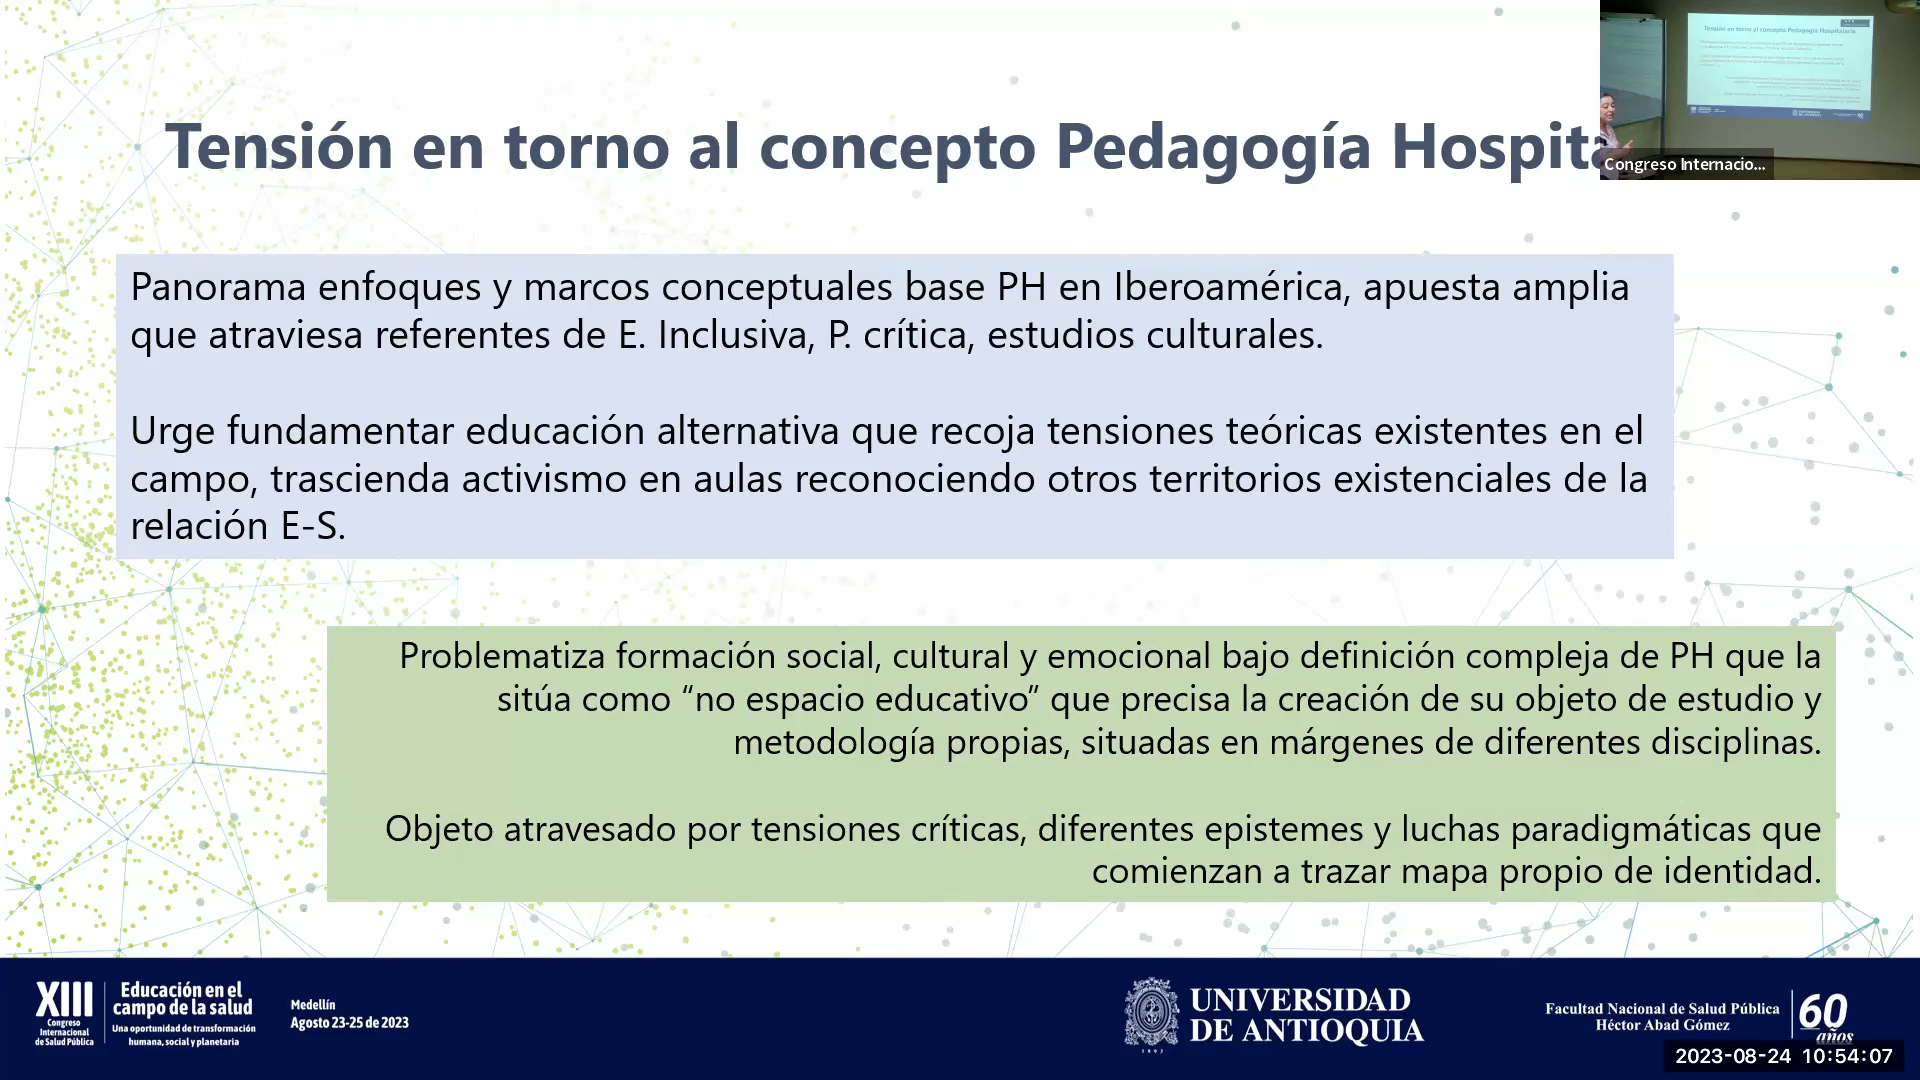 Tensión en torno al concepto Pedagogía Hospita
Congreso Internacio...
Panorama enfoques y marcos conceptuales base PH en Iberoamérica, apuesta amplia
que atraviesa referentes de E. Inclusiva, P. crítica, estudios culturales.
Urge fundamentar educación alternativa que recoja tensiones teóricas existentes en el
campo, trascienda activismo en aulas reconociendo otros territorios existenciales de la
relación E-S.
Problematiza formación social, cultural y emocional bajo definición compleja de PH que la
sitúa como “no espacio educativo” que precisa la creación de su objeto de estudio y
metodología propias, situadas en márgenes de diferentes disciplinas.
Objeto atravesado por tensiones críticas, diferentes epistemes y luchas paradigmáticas que
comienzan a trazar mapa propio de identidad.
XIII
Congreso
Internacional
de Salud Pública
Educación en el
campo de la salud
Una oportunidad de transformación
humana, social y planetaria
Medellín
Agosto 23-25 de 2023
UNIVERSIDAD
DE ANTIOQUIA
1803
Facultad Nacional de Salud Pública
Héctor Abad Gómez
60
años
2023-08-24 10:54:07